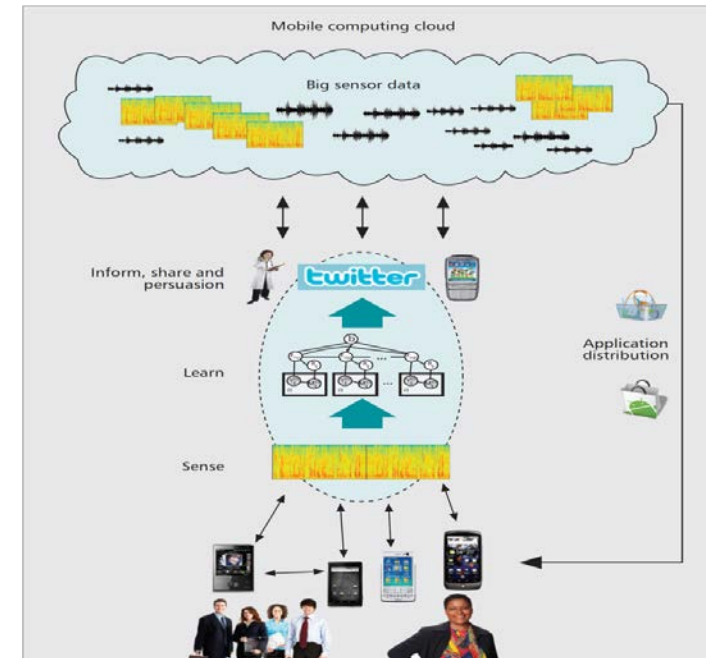 Mobile computing cloud
Big sensor data
Inform, share and
persuasion
twitter
Application
distribution
Learn
...
...
Sense